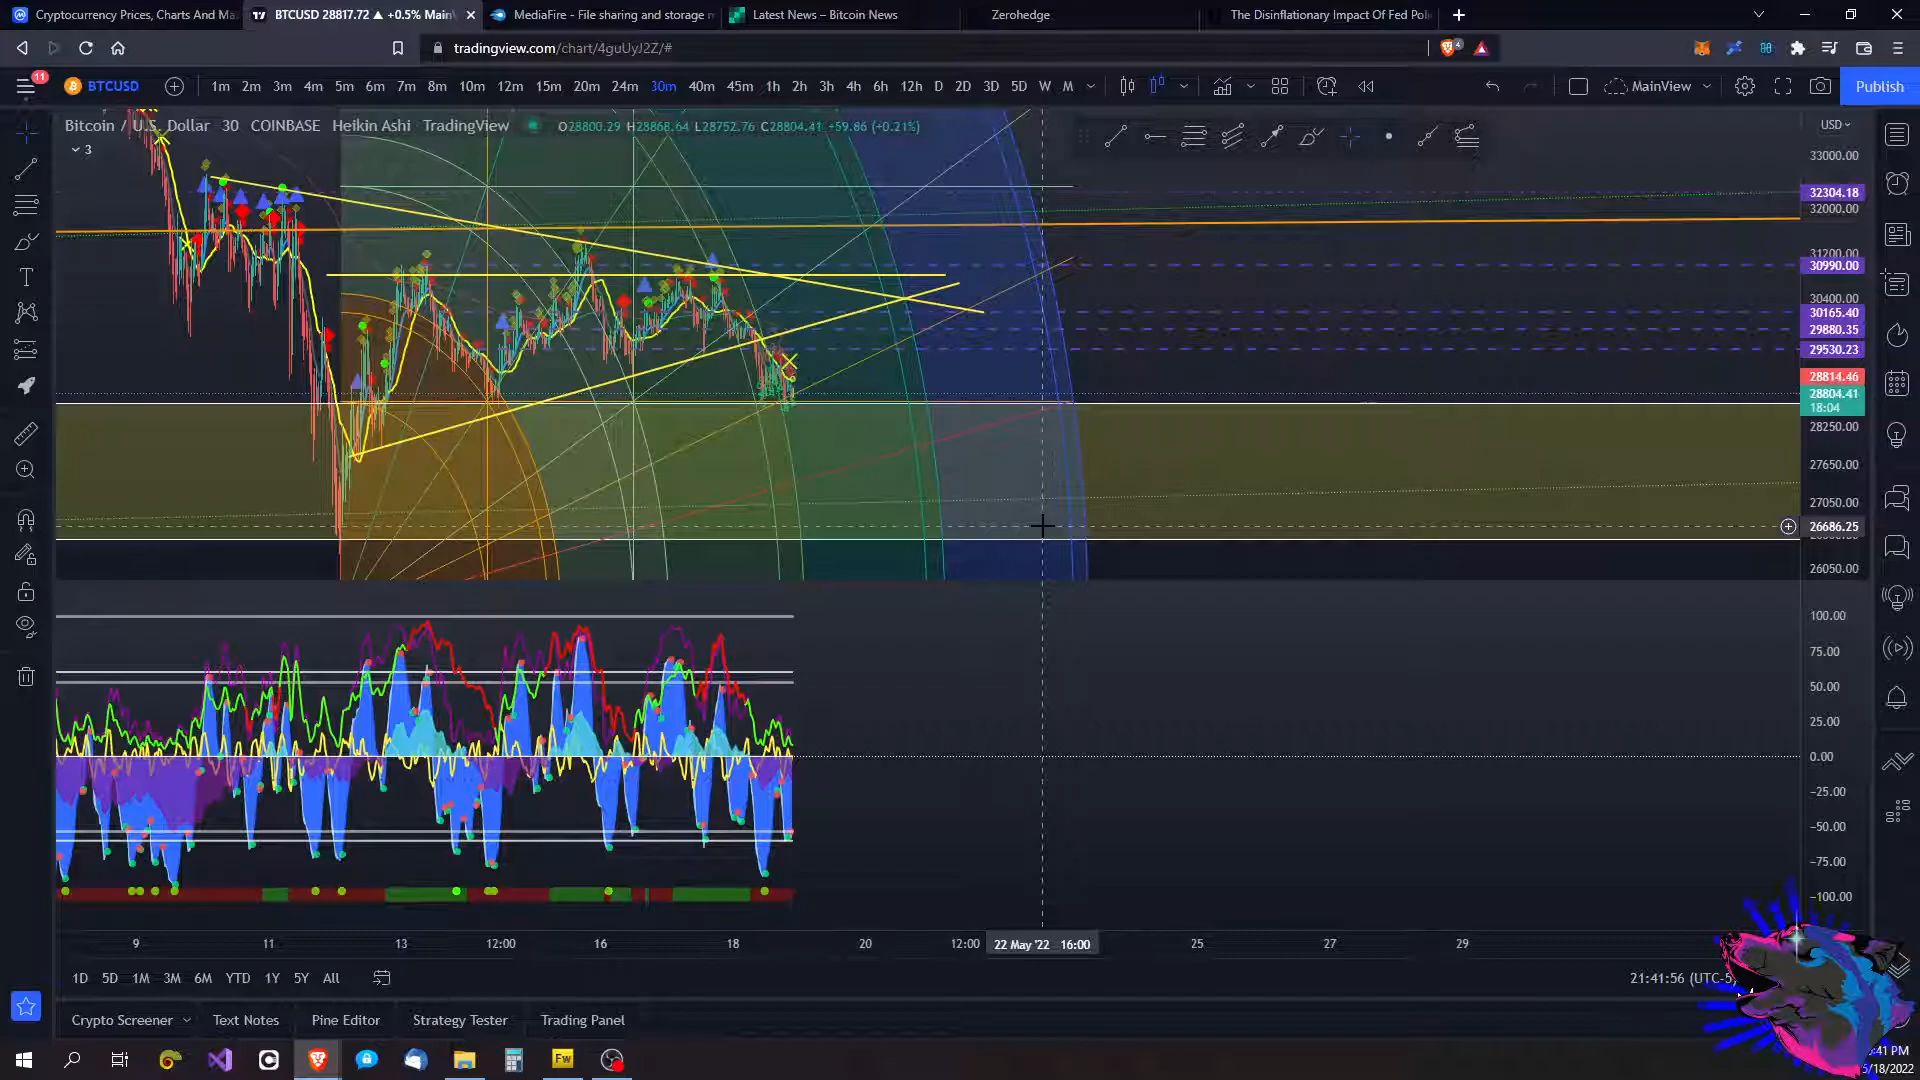 Cryptocurrency Prices, Charts And Ma
BTCUSD 28817.72 ▲ +0.5% Main
MediaFire - File sharing and storage m
Latest News – Bitcoin News
Zerohedge
The Disinflationary Impact Of Fed Poli
tradingview.com/chart/4guUyJ2Z/#
4
11
BTCUSD
1m 2m 3m 4m 5m 6m 7m 8m 10m 12m 15m 20m 24m 30m 40m 45m 1h 2h 3h 4h 6h 12h D 2D 3D 5D W M
MainView
Publish
Bitcoin / U.S. Dollar 30 COINBASE Heikin Ashi TradingView
O28800.29 H28868.64 L28752.76 C28804.41 +59.86 (+0.21%)
3
USD
33000.00
32304.18
32000.00
31200.00
30990.00
30400.00
30165.40
29880.35
29530.23
28814.46
28804.41
18:04
28250.00
27650.00
27050.00
26686.25
26050.00
100.00
75.00
50.00
25.00
0.00
−25.00
−50.00
−75.00
−100.00
9 11 13 12:00 16 18 20 12:00 22 May '22 16:00 25 27 29
1D 5D 1M 3M 6M YTD 1Y 5Y All
21:41:56 (UTC-5)
Crypto Screener
Text Notes
Pine Editor
Strategy Tester
Trading Panel
Fw
:41 PM
5/18/2022